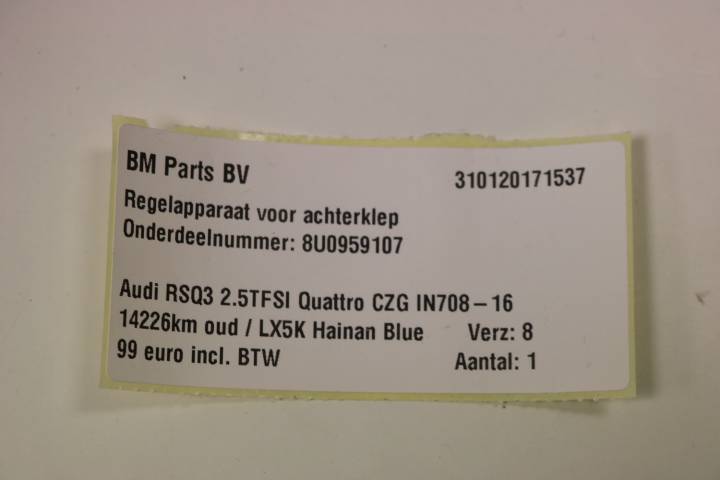 BM Parts BV 310120171537
Regelapparaat voor achterklep
Onderdeelnummer: 8U0959107
Audi RSQ3 2.5TFSI Quattro CZG IN708-16
14226km oud / LX5K Hainan Blue Verz: 8
99 euro incl. BTW Aantal: 1